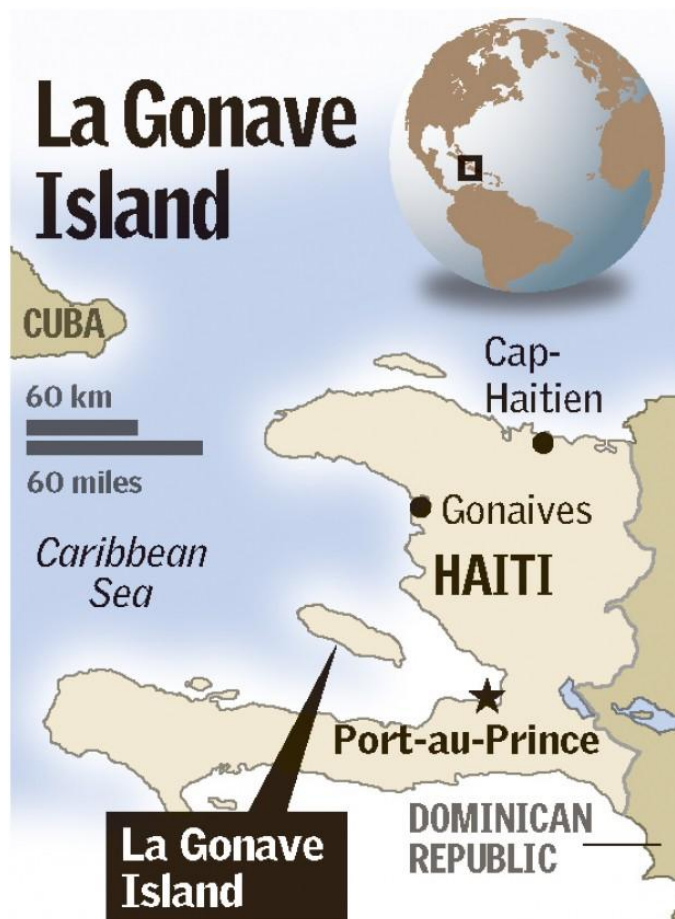 La Gonave
Island
CUBA
Cap-
Haitien
60 km
60 miles
Gonaives
Caribbean
Sea
HAITI
Port-au-Prince
DOMINICAN
REPUBLIC
La Gonave
Island